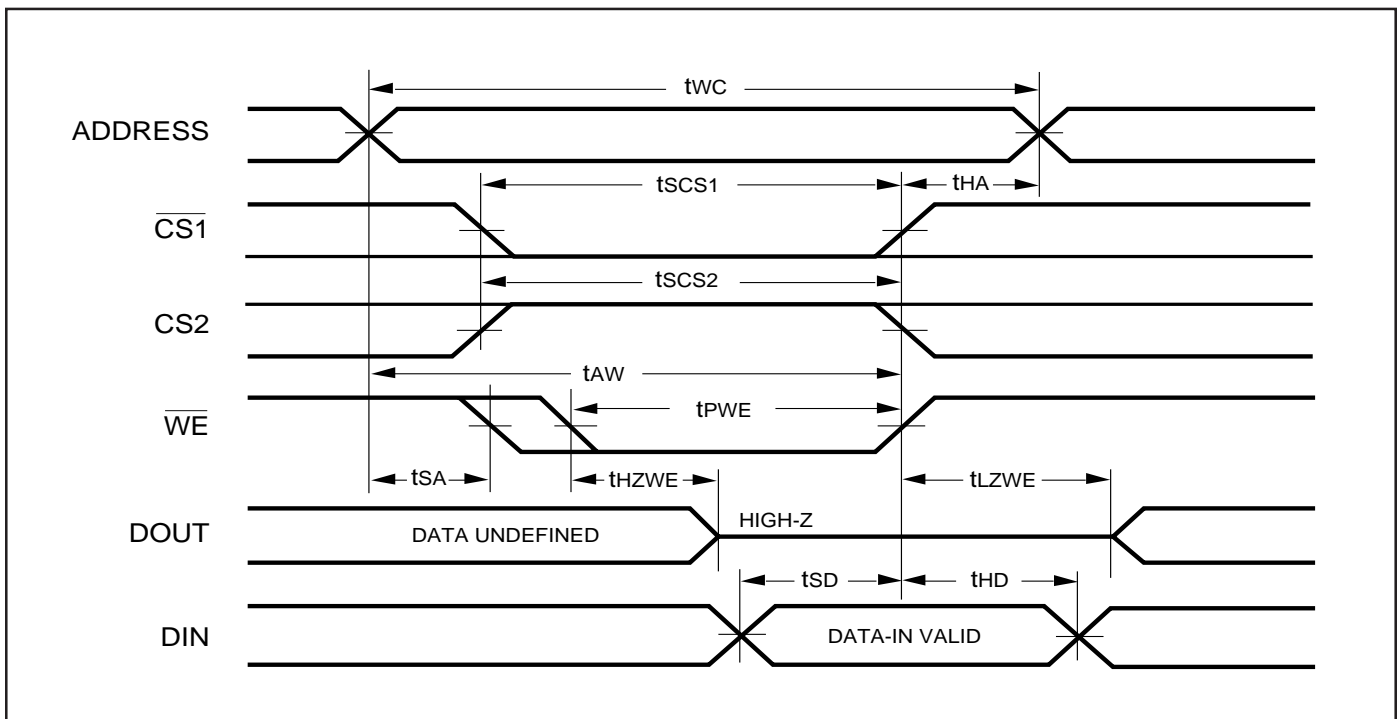 tWC
ADDRESS
tSCS1
tHA
CS1
tSCS2
CS2
tAW
WE
tPWE
tSA
tHZWE
tLZWE
DOUT
DATA UNDEFINED
HIGH-Z
tSD
tHD
DIN
DATA-IN VALID